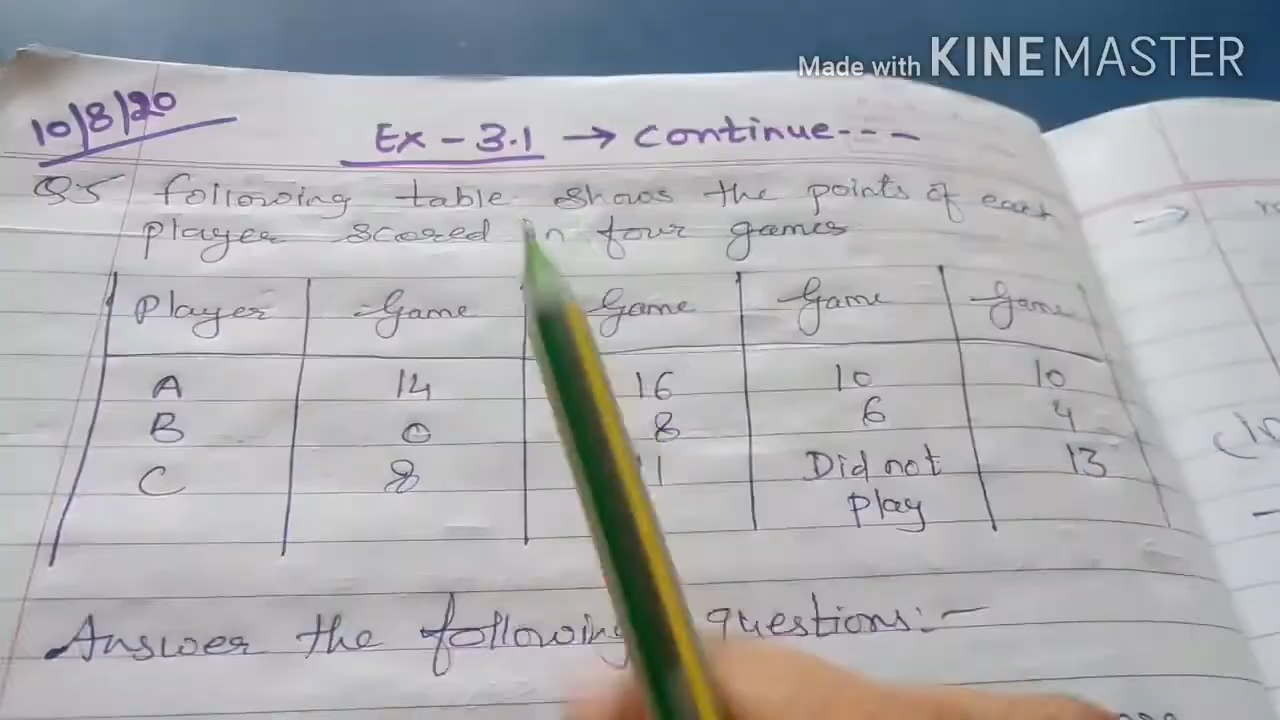 Made with KINEMASTER
10/8/20
Ex - 3.1 → Continue---
Q5 following table shows the points of each
player scored in four games
Player Game Game Game Game
A 14 16 10 10
B 0 8 6 4
C 8 11 Did not 13
play
Answer the following questions:-